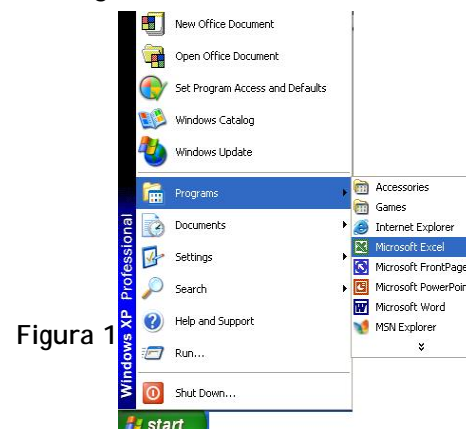 New Office Document
Open Office Document
Set Program Access and Defaults
Windows Catalog
Windows Update
Programs
Documents
Settings
Search
Help and Support
Run...
Shut Down...
Accessories
Games
Internet Explorer
Microsoft Excel
Microsoft FrontPage
Microsoft PowerPoin
Microsoft Word
MSN Explorer
Windows XP Professional
Figura 1
start